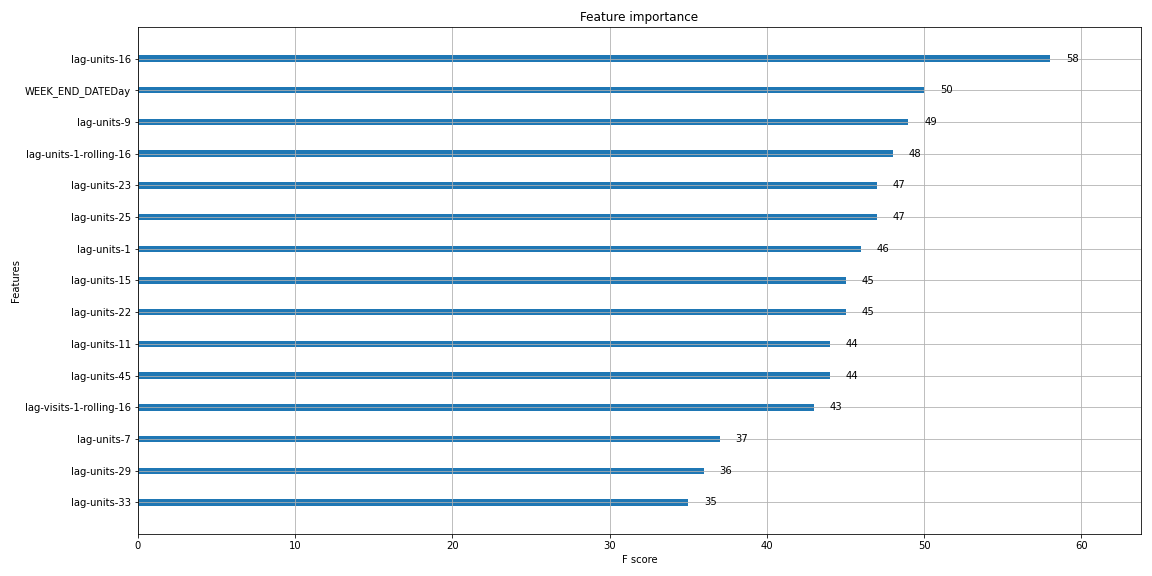 Feature importance
lag-units-16 58
WEEK_END_DATEDay 50
lag-units-9 49
lag-units-1-rolling-16 48
lag-units-23 47
lag-units-25 47
lag-units-1 46
lag-units-15 45
lag-units-22 45
lag-units-11 44
lag-units-45 44
lag-visits-1-rolling-16 43
lag-units-7 37
lag-units-29 36
lag-units-33 35
Features
0 10 20 30 40 50 60
F score